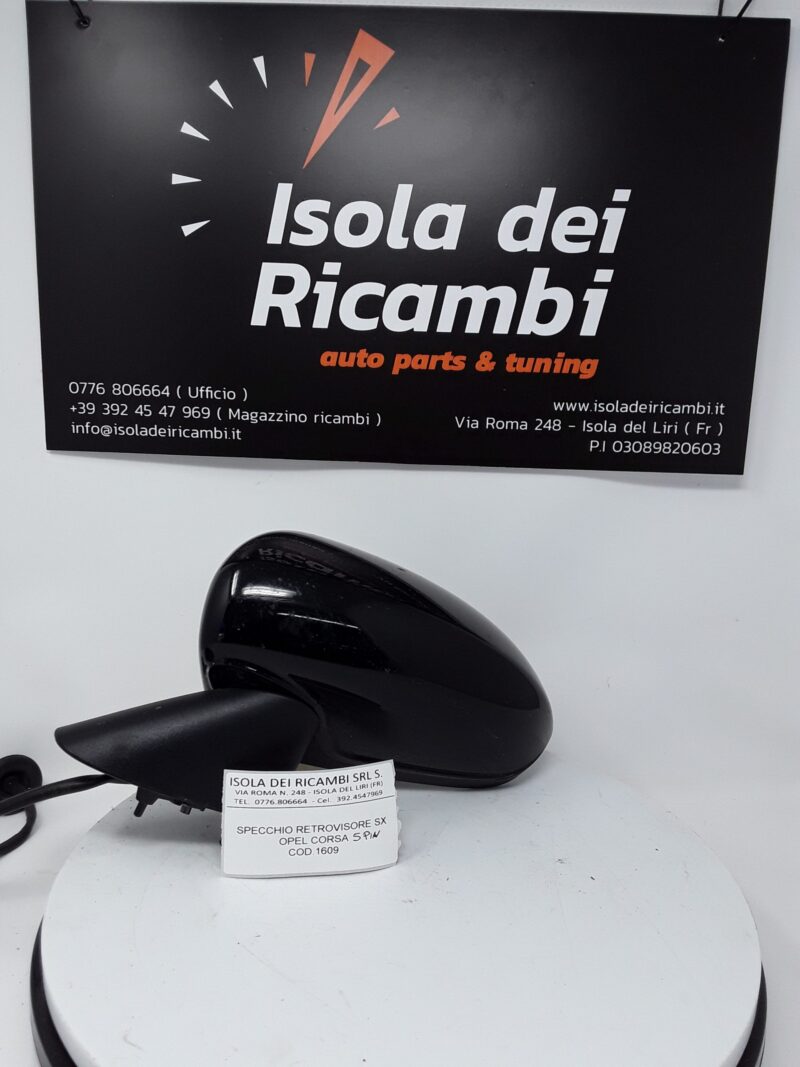 Isola dei
Ricambi
auto parts & tuning
0776 806664 ( Ufficio )
+39 392 45 47 969 ( Magazzino ricambi )
info@isoladeiricambi.it
www.isoladeiricambi.it
Via Roma 248 - Isola del Liri ( Fr )
P.I 03089820603
ISOLA DEI RICAMBI SRL S.
VIA ROMA N. 248 - ISOLA DEL LIRI (FR)
TEL. 0776.806664 - Cel. 392.4547969
SPECCHIO RETROVISORE SX
OPEL CORSA 5 PIN
COD.1609